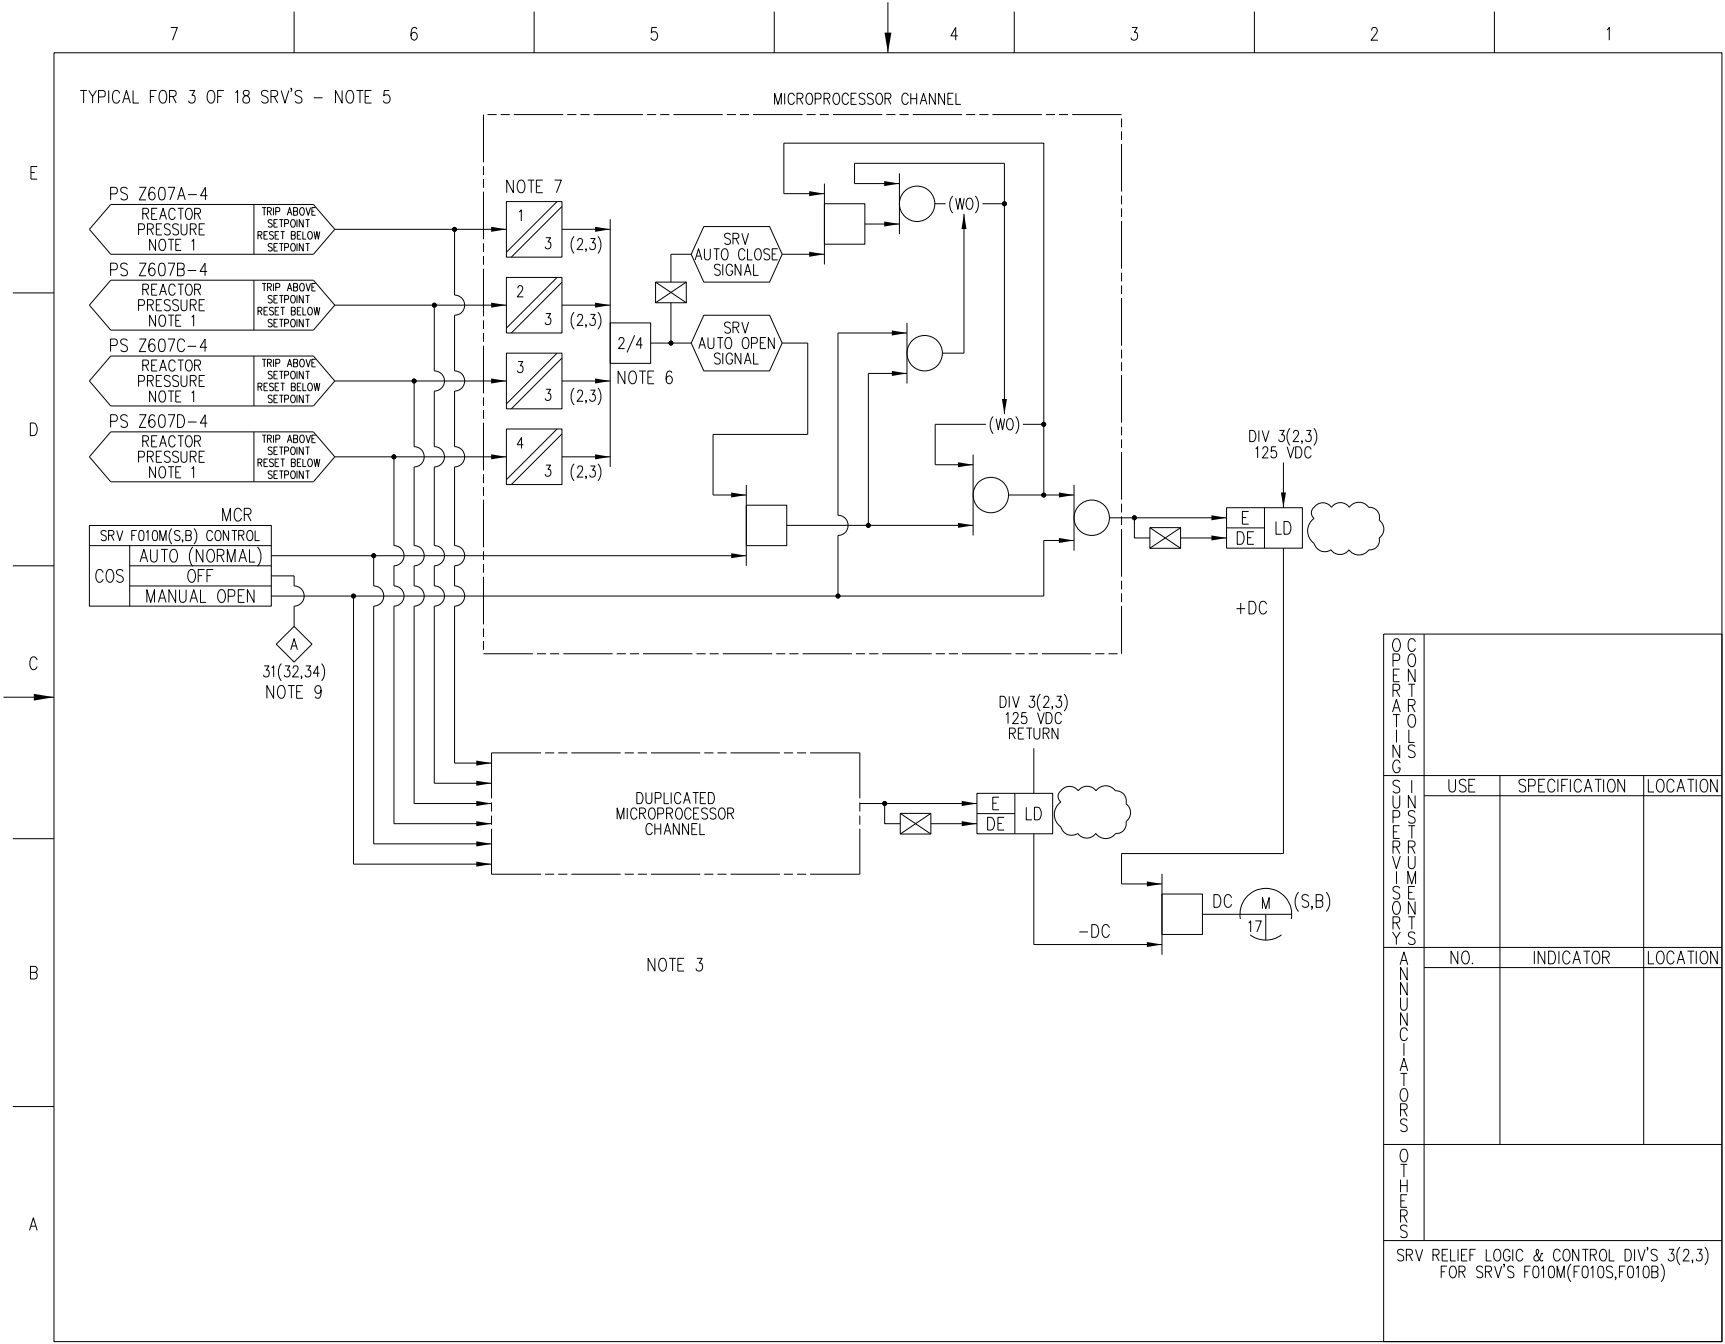 7 6 5 4 3 2 1
TYPICAL FOR 3 OF 18 SRV'S – NOTE 5
MICROPROCESSOR CHANNEL
E
D
C
B
A
PS Z607A-4
REACTOR
PRESSURE
NOTE 1
TRIP ABOVE
SETPOINT
RESET BELOW
SETPOINT
PS Z607B-4
REACTOR
PRESSURE
NOTE 1
TRIP ABOVE
SETPOINT
RESET BELOW
SETPOINT
PS Z607C-4
REACTOR
PRESSURE
NOTE 1
TRIP ABOVE
SETPOINT
RESET BELOW
SETPOINT
PS Z607D-4
REACTOR
PRESSURE
NOTE 1
TRIP ABOVE
SETPOINT
RESET BELOW
SETPOINT
NOTE 7
1
3
(2,3)
2
3
(2,3)
3
3
(2,3)
4
3
(2,3)
2/4
NOTE 6
SRV
AUTO CLOSE
SIGNAL
SRV
AUTO OPEN
SIGNAL
(WO)
(WO)
MCR
SRV F010M(S,B) CONTROL
COS
AUTO (NORMAL)
OFF
MANUAL OPEN
A
31(32,34)
NOTE 9
DIV 3(2,3)
125 VDC
E
DE
LD
+DC
DIV 3(2,3)
125 VDC
RETURN
DUPLICATED
MICROPROCESSOR
CHANNEL
E
DE
LD
-DC
DC
M
17
(S,B)
NOTE 3
OPERATING
CONTROLS
SUPERVISORY
INSTRUMENTS
USE SPECIFICATION LOCATION
ANNUNCIATORS
NO. INDICATOR LOCATION
OTHERS
SRV RELIEF LOGIC & CONTROL DIV'S 3(2,3)
FOR SRV'S F010M(F010S,F010B)